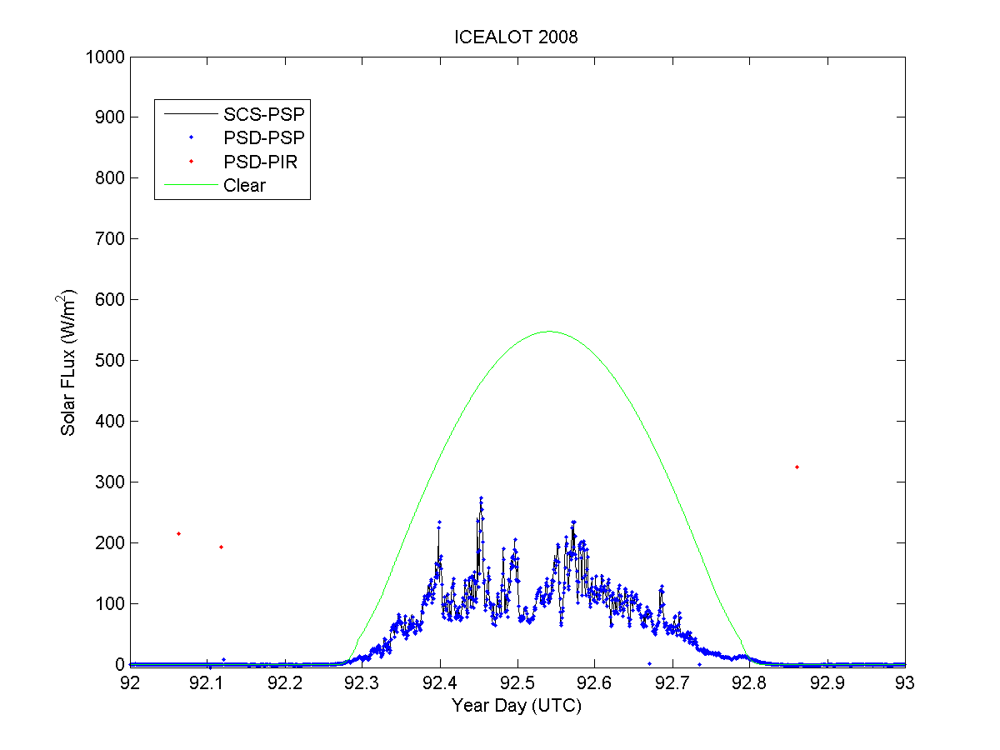 ICEALOT 2008
1000
900
800
700
600
500
400
300
200
100
0
SCS-PSP
PSD-PSP
PSD-PIR
Clear
Solar FLux (W/m²)
92 92.1 92.2 92.3 92.4 92.5 92.6 92.7 92.8 92.9 93
Year Day (UTC)